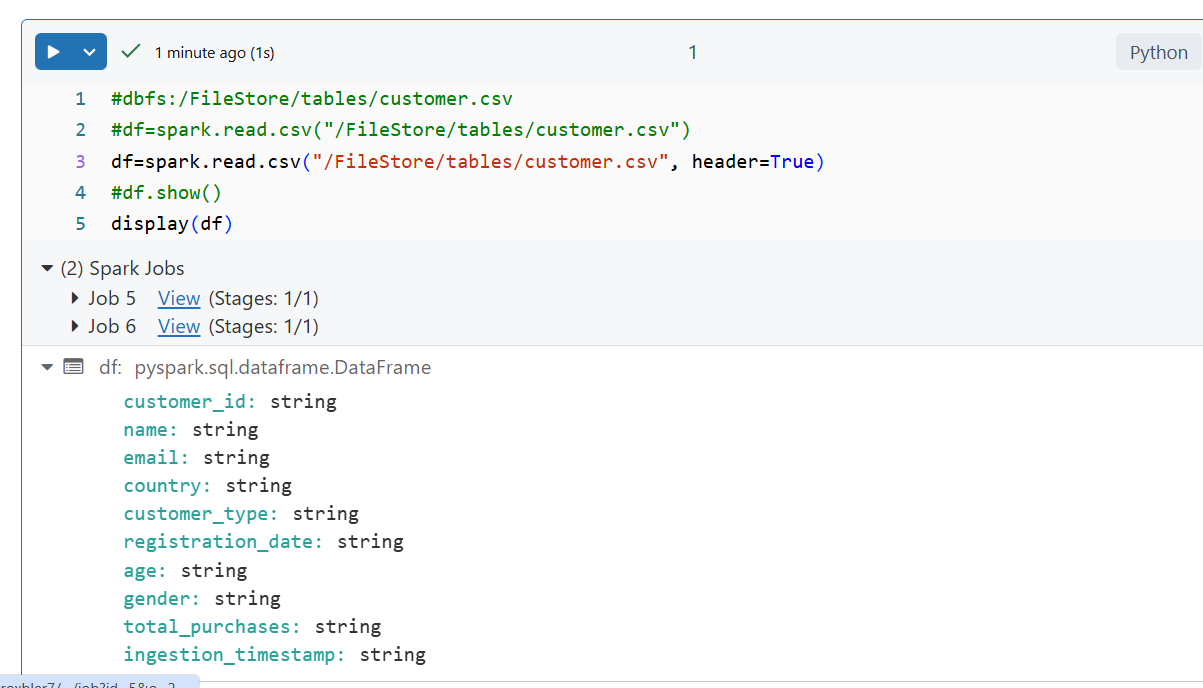 1 minute ago (1s)
1
Python
1 #dbfs:/FileStore/tables/customer.csv
2 #df=spark.read.csv("/FileStore/tables/customer.csv")
3 df=spark.read.csv("/FileStore/tables/customer.csv", header=True)
4 #df.show()
5 display(df)
(2) Spark Jobs
Job 5 View (Stages: 1/1)
Job 6 View (Stages: 1/1)
df: pyspark.sql.dataframe.DataFrame
customer_id: string
name: string
email: string
country: string
customer_type: string
registration_date: string
age: string
gender: string
total_purchases: string
ingestion_timestamp: string